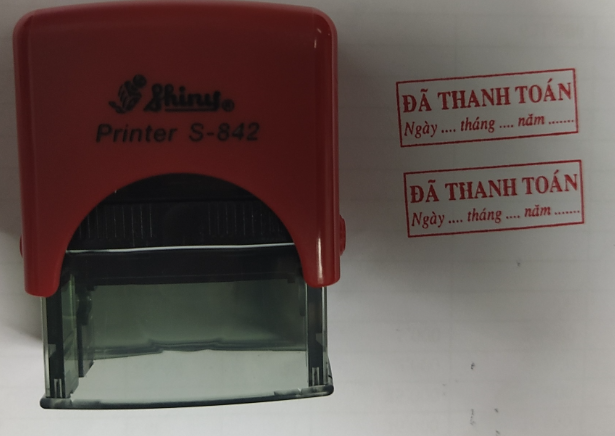 Shiny®
Printer S-842
ĐÃ THANH TOÁN
Ngày .... tháng .... năm .......
ĐÃ THANH TOÁN
Ngày .... tháng .... năm .......